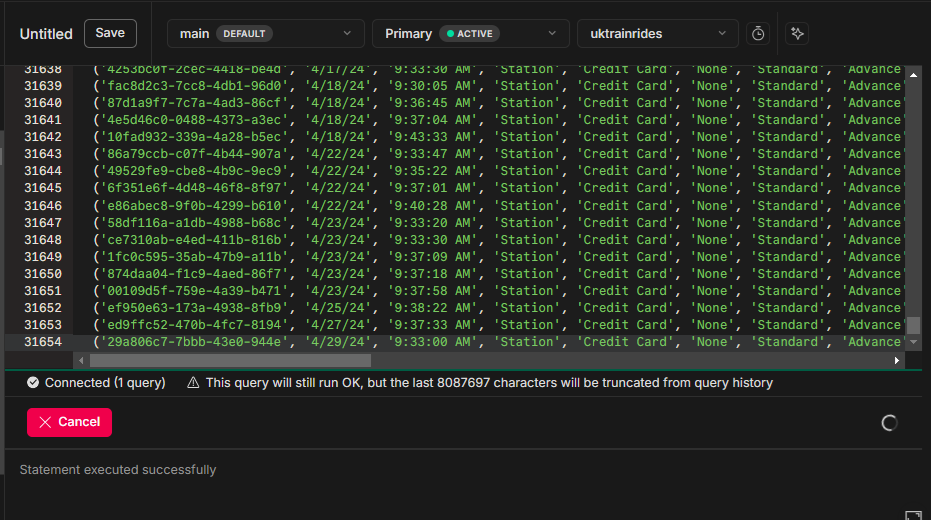 Untitled Save main DEFAULT Primary ACTIVE uktrainrides
31638 ('4253bc0f-2cec-4418-be4d', '4/17/24', '9:33:30 AM', 'Station', 'Credit Card', 'None', 'Standard', 'Advance'
31639 ('fac8d2c3-7cc8-4db1-96d0', '4/18/24', '9:30:05 AM', 'Station', 'Credit Card', 'None', 'Standard', 'Advance'
31640 ('87d1a9f7-7c7a-4ad3-86cf', '4/18/24', '9:36:45 AM', 'Station', 'Credit Card', 'None', 'Standard', 'Advance'
31641 ('4e5d46c0-0488-4373-a3ec', '4/18/24', '9:37:04 AM', 'Station', 'Credit Card', 'None', 'Standard', 'Advance'
31642 ('10fad932-339a-4a28-b5ec', '4/18/24', '9:43:33 AM', 'Station', 'Credit Card', 'None', 'Standard', 'Advance'
31643 ('86a79ccb-c07f-4b44-907a', '4/22/24', '9:33:47 AM', 'Station', 'Credit Card', 'None', 'Standard', 'Advance'
31644 ('49529fe9-cbe8-4b9c-9ec9', '4/22/24', '9:35:22 AM', 'Station', 'Credit Card', 'None', 'Standard', 'Advance'
31645 ('6f351e6f-4d48-46f8-8f97', '4/22/24', '9:37:01 AM', 'Station', 'Credit Card', 'None', 'Standard', 'Advance'
31646 ('e86abec8-9f0b-4299-b610', '4/22/24', '9:40:28 AM', 'Station', 'Credit Card', 'None', 'Standard', 'Advance'
31647 ('58df116a-a1db-4988-b68c', '4/23/24', '9:33:20 AM', 'Station', 'Credit Card', 'None', 'Standard', 'Advance'
31648 ('ce7310ab-e4ed-411b-816b', '4/23/24', '9:33:30 AM', 'Station', 'Credit Card', 'None', 'Standard', 'Advance'
31649 ('1fc0c595-35ab-47b9-a11b', '4/23/24', '9:37:09 AM', 'Station', 'Credit Card', 'None', 'Standard', 'Advance'
31650 ('874daa04-f1c9-4aed-86f7', '4/23/24', '9:37:18 AM', 'Station', 'Credit Card', 'None', 'Standard', 'Advance'
31651 ('00109d5f-759e-4a39-b471', '4/23/24', '9:37:58 AM', 'Station', 'Credit Card', 'None', 'Standard', 'Advance'
31652 ('ef950e63-173a-4938-8fb9', '4/25/24', '9:38:22 AM', 'Station', 'Credit Card', 'None', 'Standard', 'Advance'
31653 ('ed9ffc52-470b-4fc7-8194', '4/27/24', '9:37:33 AM', 'Station', 'Credit Card', 'None', 'Standard', 'Advance'
31654 ('29a806c7-7bbb-43e0-944e', '4/29/24', '9:33:00 AM', 'Station', 'Credit Card', 'None', 'Standard', 'Advance'
Connected (1 query) This query will still run OK, but the last 8087697 characters will be truncated from query history
Cancel
Statement executed successfully